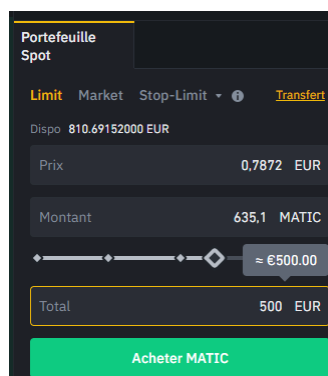 Portefeuille
Spot
Limit Market Stop-Limit Transfert
Dispo 810.69152000 EUR
Prix 0,7872 EUR
Montant 635,1 MATIC
≈ €500.00
Total 500 EUR
Acheter MATIC